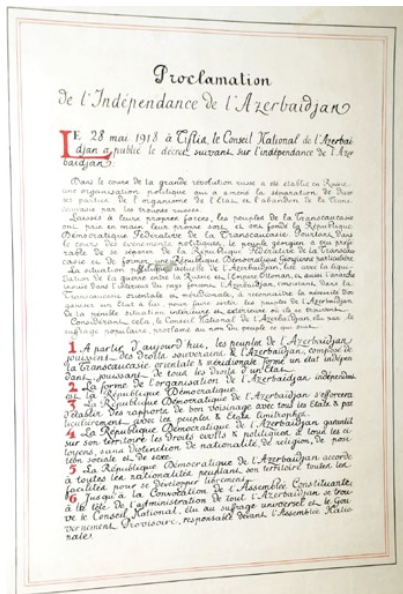 Proclamation
de l'Indépendance de l'Azerbaïdjan
LE 28 mai 1918 à Tiflia, le Conseil National de l'Azerbaï
djan a publié le décret suivant sur l'indépendance de l'Azer
baïdjan:
Dans le cours de la grande révolution russe a été établie en Russie
une organisation politique qui a amené la séparation de diver
ses parties de l'organisme de l'État et l'abandon de la Trans
caucasie par les troupes russes.
Laissés à leurs propres forces, les peuples de la Transcaucasie
ont pris en main leur propre sort et ont fondé la République
Démocratique Fédérative de la Transcaucasie. Pourtant dans
le cours des événements politiques, le peuple géorgien a cru préfé
rable de se séparer de la République Fédérative de la Transcau
casie et de former une République Démocratique Géorgienne particulière
La situation politique actuelle de l'Azerbaïdjan, liée avec la liqui
dation de la guerre entre la Russie et l'Empire Ottoman, et aussi l'anarchie
inouïe dans l'intérieur du pays forcent l'Azerbaïdjan, consistant dans la
Transcaucasie orientale et méridionale, à reconnaître la nécessité d'or
ganiser un État à lui pour faire sortir les peuples de l'Azerbaïdjan
de la pénible situation intérieure et extérieure où ils se trouvent.
Considérant cela, le Conseil National de l'Azerbaïdjan élu par le
suffrage populaire, proclame au nom du peuple ce qui suit
1 A partir d'aujourd'hui, les peuples de l'Azerbaïdjan
jouissent des droits souverains & l'Azerbaïdjan, composé de
la Transcaucasie orientale & méridionale forme un état indépen
dant jouissant de tout les droits d'un État.
2 La forme de l'organisation de l'Azerbaïdjan indépendant
est la République Démocratique.
3 La République Démocratique de l'Azerbaïdjan s'efforcera
d'établir des rapports de bon voisinage avec tous les États & par
ticulièrement avec les peuples & États limitrophes.
4 La République Démocratique de l'Azerbaïdjan garantit
sur son territoire les droits civils & politiques à tous les ci
toyens, sans distinction de nationalité de religion, de posi
tion sociale et de sexe.
5 La République Démocratique de l'Azerbaïdjan accorde
à toutes les nationalités peuplant son territoire toutes les
facilités pour se développer librement.
6 Jusqu'à la Convocation de l'Assemblée Constituante
à la tête de l'administration de tout l'Azerbaïdjan se trou
ve le Conseil National, élu au suffrage universel et le Gou
vernement Provisoire, responsable devant l'Assemblée Natio
nale.